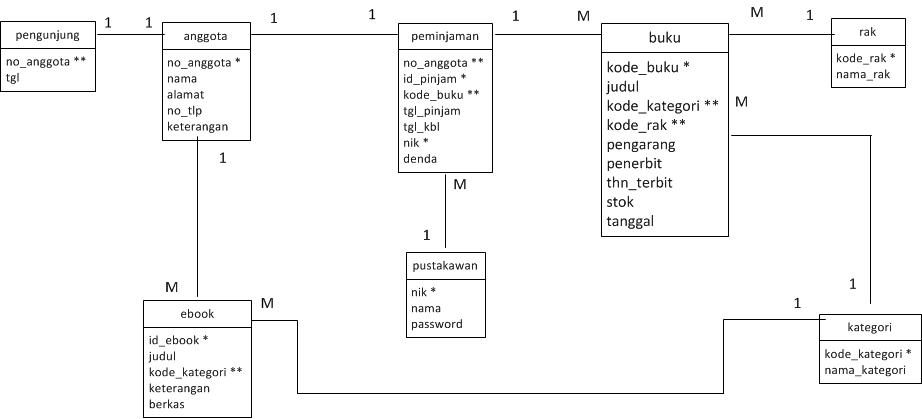 pengunjung
no_anggota **
tgl
1
1
anggota
no_anggota *
nama
alamat
no_tlp
keterangan
1
1
peminjaman
no_anggota **
id_pinjam *
kode_buku **
tgl_pinjam
tgl_kbl
nik *
denda
1
M
buku
kode_buku *
judul
kode_kategori **
kode_rak **
pengarang
penerbit
thn_terbit
stok
tanggal
M
1
rak
kode_rak *
nama_rak
M
1
M
1
pustakawan
nik *
nama
password
M
M
ebook
id_ebook *
judul
kode_kategori **
keterangan
berkas
1
1
kategori
kode_kategori *
nama_kategori